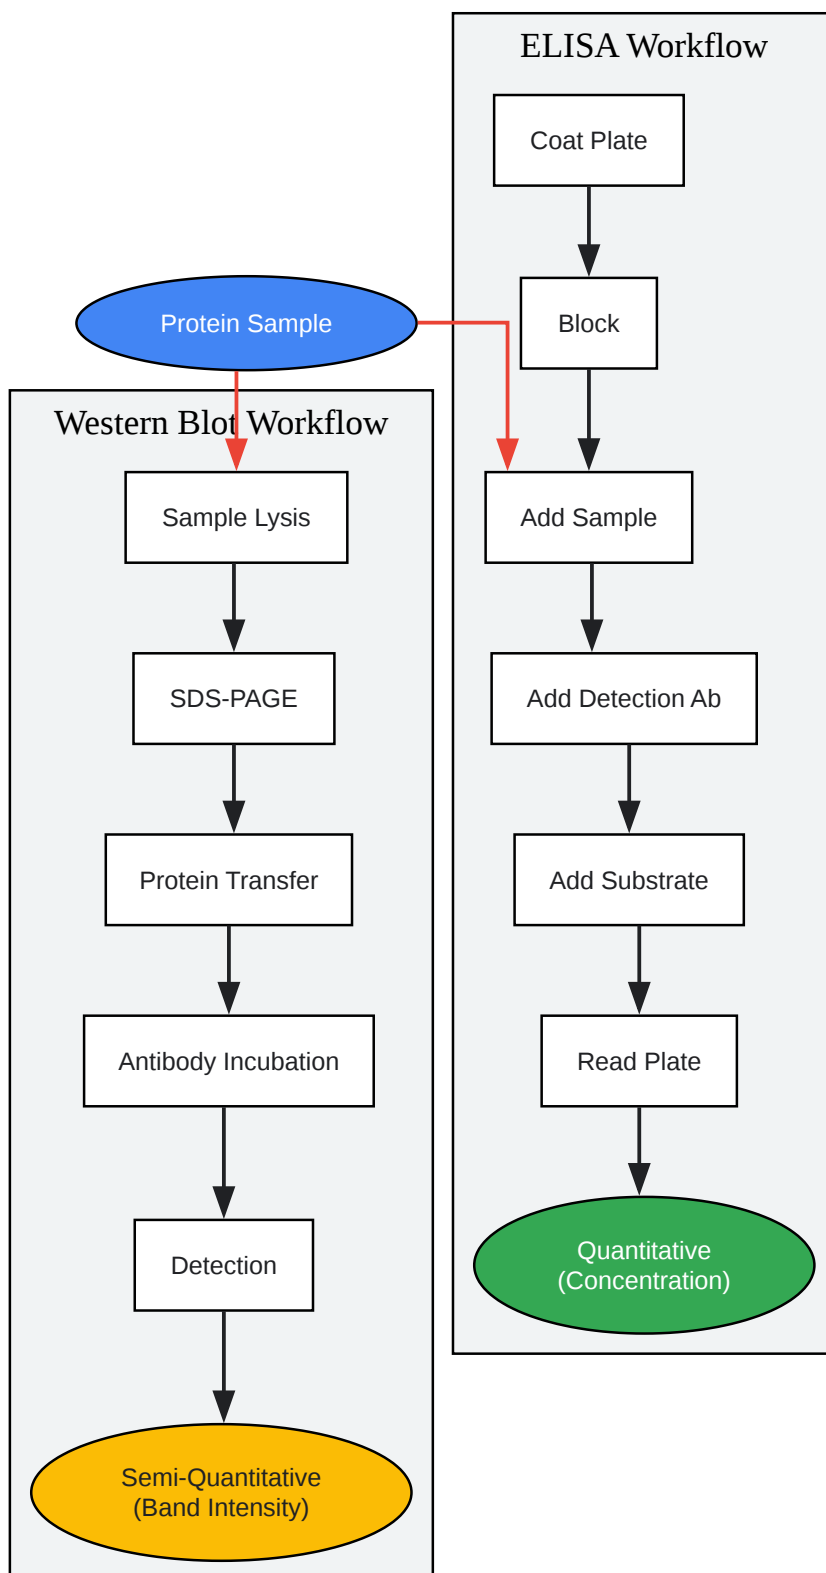 ELISA Workflow
Coat Plate
Block
Protein Sample
Western Blot Workflow
Sample Lysis
SDS-PAGE
Protein Transfer
Antibody Incubation
Detection
Semi-Quantitative
(Band Intensity)
Add Sample
Add Detection Ab
Add Substrate
Read Plate
Quantitative
(Concentration)